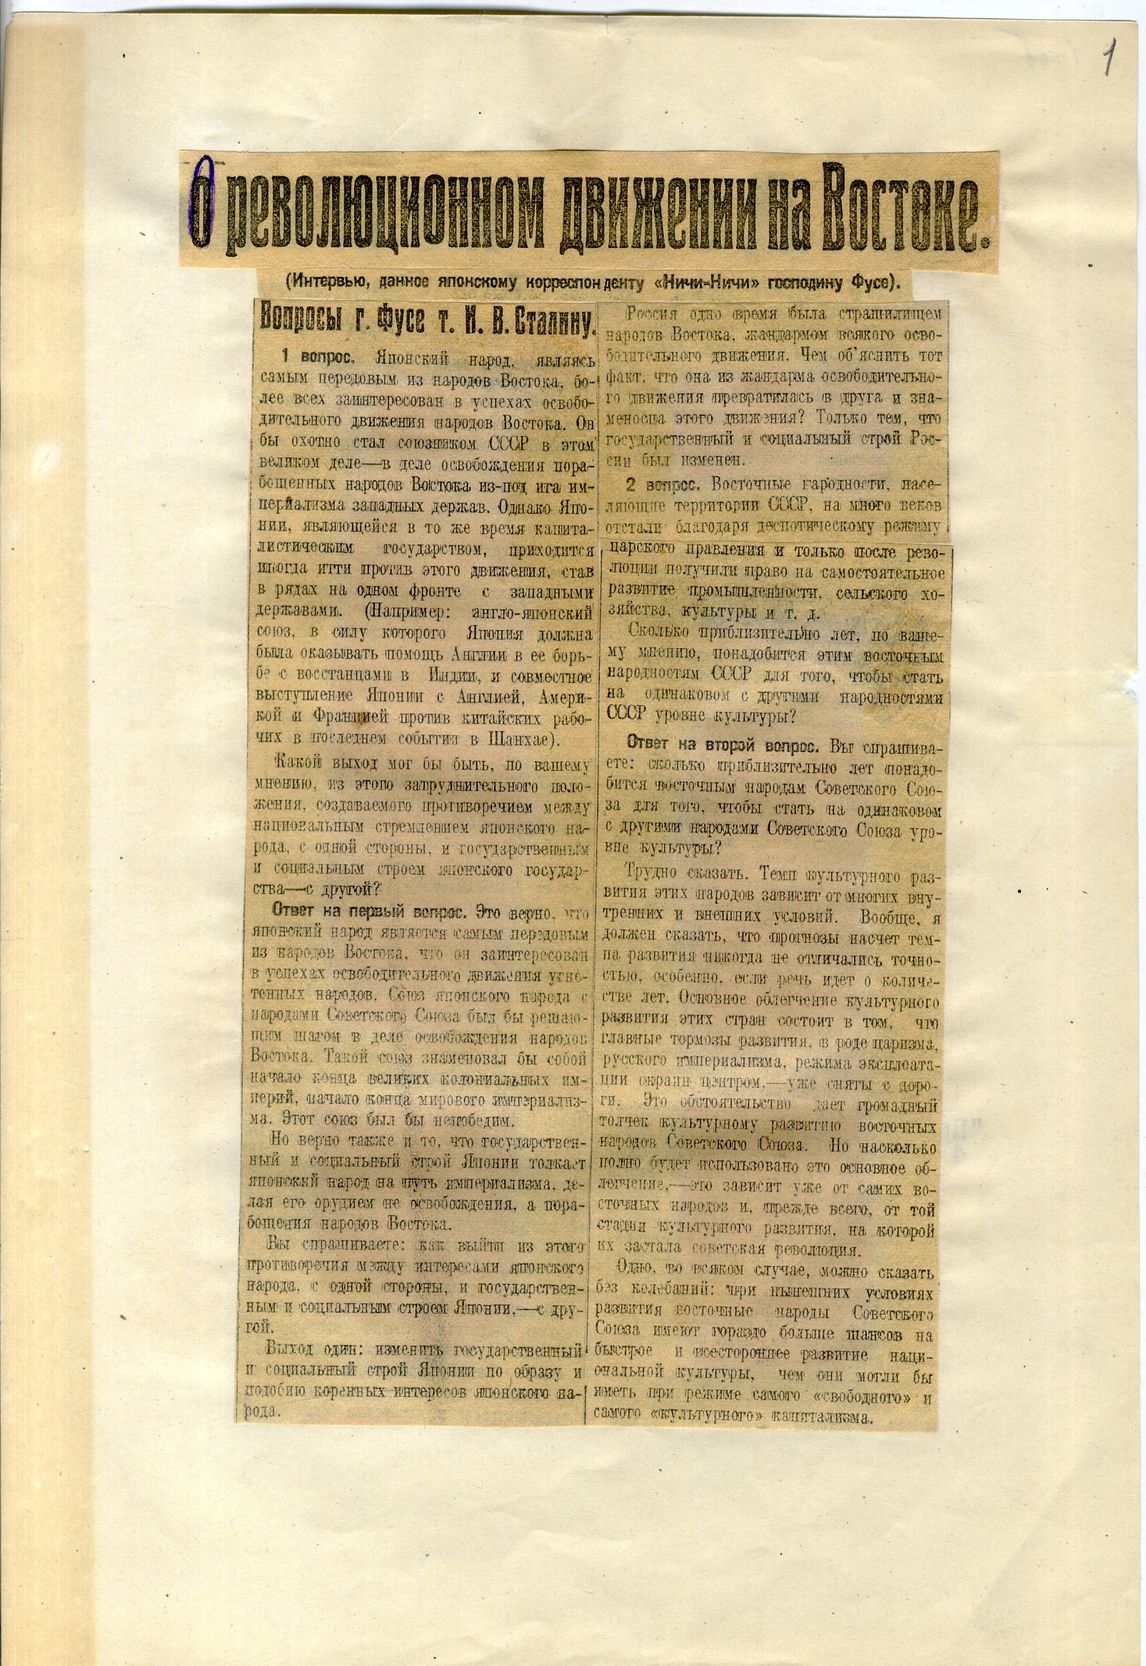 1
О революционном движении на Востоке.
(Интервью, данное японскому корреспонденту «Ничи-Ничи» господину Фусе).
Вопросы г. Фусе т. И. В. Сталину.
1 вопрос. Японский народ, являясь
самым передовым из народов Востока, бо-
лее всех заинтересован в успехах освобо-
дительного движения народов Востока. Он
бы охотно стал союзником СССР в этом
великом деле—в деле освобождения пора-
бощенных народов Востока из-под ига им-
периализма западных держав. Однако Япо-
нии, являющейся в то же время капита-
листическим государством, приходится
иногда итти против этого движения, став
в рядах на одном фронте с западными
державами. (Например: англо-японский
союз, в силу которого Япония должна
была оказывать помощь Англии в ее борь-
бе с восстанцами в Индии, и совместное
выступление Японии с Англией, Амери-
кой и Францией против китайских рабо-
чих в последнем событии в Шанхае).
Какой выход мог бы быть, по вашему
мнению, из этого затруднительного поло-
жения, создаваемого противоречием между
национальным стремлением японского на-
рода, с одной стороны, и государственным
и социальным строем японского государ-
ства—с другой?
Ответ на первый вопрос. Это верно, что
японский народ является самым передовым
из народов Востока, что он заинтересован
в успехах освободительного движения угне-
тенных народов. Союз японского народа с
народами Советского Союза был бы решаю-
щим шагом в деле освобождения народов
Востока. Такой союз знаменовал бы собой
начало конца великих колониальных им-
перий, начало конца мирового империализ-
ма. Этот союз был бы непобедим.
Но верно также и то, что государствен-
ный и социальный строй Японии толкает
японский народ на путь империализма, де-
лая его орудием не освобождения, а пора-
бощения народов Востока.
Вы спрашиваете: как выйти из этого
противоречия между интересами японского
народа, с одной стороны, и государствен-
ным и социальным строем Японии,—с дру-
гой.
Выход один: изменить государственный
и социальный строй Японии по образу и
подобию коренных интересов японского на-
рода.
Россия одно время была страшилищем
народов Востока, жандармом всякого осво-
бодительного движения. Чем об'яснить тот
факт, что она из жандарма освободительно-
го движения превратилась в друга и зна-
меносца этого движения? Только тем, что
государственный и социальный строй Рос-
сии был изменен.
2 вопрос. Восточные народности, насе-
ляющие территории СССР, на много веков
отстали благодаря деспотическому режиму
царского правления и только после рево-
люции получили право на самостоятельное
развитие промышленности, сельского хо-
зяйства, культуры и т. д.
Сколько приблизительно лет, по ваше-
му мнению, понадобится этим восточным
народностям СССР для того, чтобы стать
на одинаковом с другими народностями
СССР уровне культуры?
Ответ на второй вопрос. Вы спрашива-
ете: сколько приблизительно лет понадо-
бится восточным народам Советского Сою-
за для того, чтобы стать на одинаковом
с другими народами Советского Союза уро-
вне культуры?
Трудно сказать. Темп культурного раз-
вития этих народов зависит от многих вну-
тренних и внешних условий. Вообще, я
должен сказать, что прогнозы насчет тем-
па развития никогда не отличались точно-
стью, особенно, если речь идет о количе-
стве лет. Основное облегчение культурного
развития этих стран состоит в том, что
главные тормозы развития, в роде царизма,
русского империализма, режима эксплоата-
ции окраин центром,—уже сняты с доро-
ги. Это обстоятельство дает громадный
толчек культурному развитию восточных
народов Советского Союза. Но насколько
полно будет использовано это основное об-
легчение,—это зависит уже от самих во-
сточных народов и, прежде всего, от той
стадии культурного развития, на которой
их застала советская революция.
Одно, во всяком случае, можно сказать
без колебаний: при нынешних условиях
развития восточные народы Советского
Союза имеют гораздо больше шансов на
быстрое и всестороннее развитие наци-
ональной культуры, чем они могли бы
иметь при режиме самого «свободного» и
самого «культурного» капитализма.